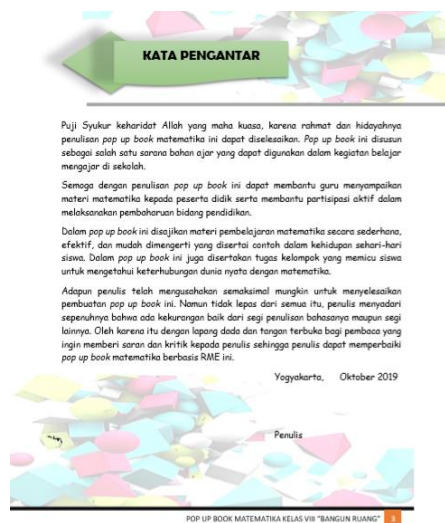 KATA PENGANTAR
Puji Syukur keharidat Allah yang maha kuasa, karena rahmat dan hidayahnya
penulisan pop up book matematika ini dapat diselesaikan. Pop up book ini disusun
sebagai salah satu sarana bahan ajar yang dapat digunakan dalam kegiatan belajar
mengajar di sekolah.
Semoga dengan penulisan pop up book ini dapat membantu guru menyampaikan
materi matematika kepada peserta didik serta membantu partisipasi aktif dalam
melaksanakan pembaharuan bidang pendidikan.
Dalam pop up book ini disajikan materi pembelajaran matematika secara sederhana,
efektif, dan mudah dimengerti yang disertai contoh dalam kehidupan sehari-hari
siswa. Dalam pop up book ini juga disertakan tugas kelompok yang memicu siswa
untuk mengetahui keterhubungan dunia nyata dengan matematika.
Adapun penulis telah mengusahakan semaksimal mungkin untuk menyelesaikan
pembuatan pop up book ini. Namun tidak lepas dari semua itu, penulis menyadari
sepenuhnya bahwa ada kekurangan baik dari segi penulisan bahasanya maupun segi
lainnya. Oleh karena itu dengan lapang dada dan tangan terbuka bagi pembaca yang
ingin memberi saran dan kritik kepada penulis sehingga penulis dapat memperbaiki
pop up book matematika berbasis RME ini.
Yogyakarta, Oktober 2019
Penulis
POP UP BOOK MATEMATIKA KELAS VIII "BANGUN RUANG" 3